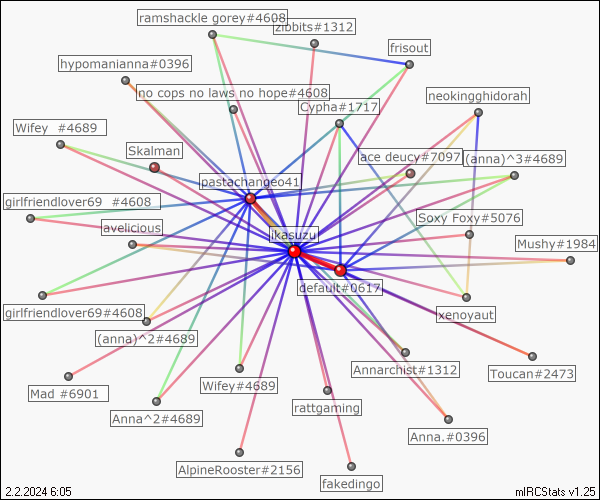 ramshackle gorey#4608
zibbits#1312
frisout
hypomanianna#0396
no cops no laws no hope#4608
neokingghidorah
Cypha#1717
Wifey  #4689
Skalman
ace deucy#7097
(anna)^3#4689
pastachangeo41
girlfriendlover69  #4608
avelicious
Soxy Foxy#5076
ikasuzu
Mushy#1984
default#0617
girlfriendlover69#4608
xenoyaut
(anna)^2#4689
Annarchist#1312
Toucan#2473
Wifey#4689
Mad #6901
rattgaming
Anna^2#4689
Anna.#0396
AlpineRooster#2156
fakedingo
2.2.2024 6:05
mIRCStats v1.25